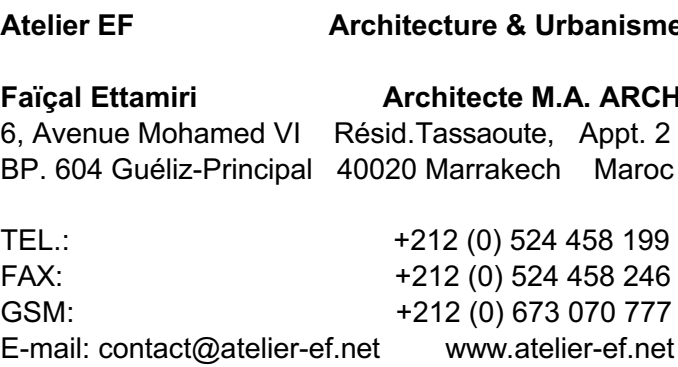 Atelier EF Architecture & Urbanisme
Faïçal Ettamiri Architecte M.A. ARCH
6, Avenue Mohamed VI Résid.Tassaoute, Appt. 2
BP. 604 Guéliz-Principal 40020 Marrakech Maroc
TEL.: +212 (0) 524 458 199
FAX: +212 (0) 524 458 246
GSM: +212 (0) 673 070 777
E-mail: contact@atelier-ef.net www.atelier-ef.net